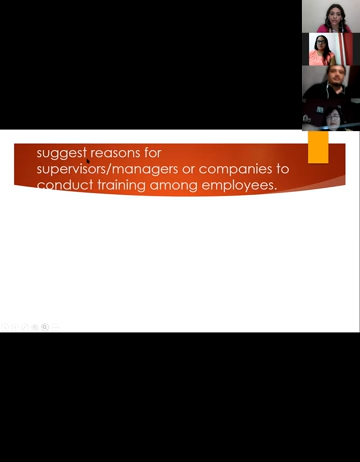 suggest reasons for
supervisors/managers or companies to
conduct training among employees.